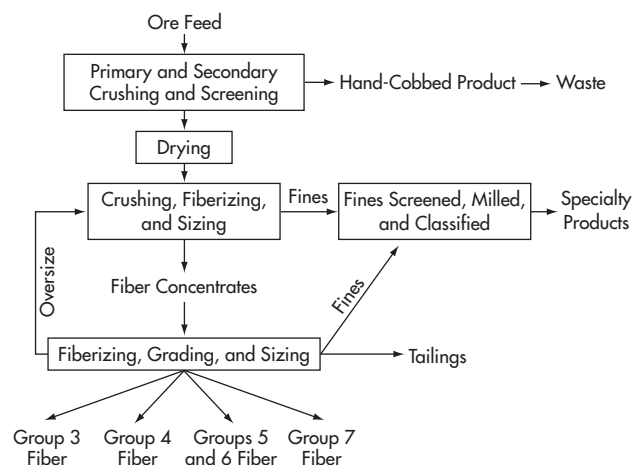 Ore Feed
Primary and Secondary
Crushing and Screening
Hand-Cobbed Product
Waste
Drying
Crushing, Fiberizing,
and Sizing
Fines
Fines Screened, Milled,
and Classified
Specialty
Products
Oversize
Fiber Concentrates
Fines
Fiberizing, Grading, and Sizing
Tailings
Group 3
Fiber
Group 4
Fiber
Groups 5
and 6 Fiber
Group 7
Fiber